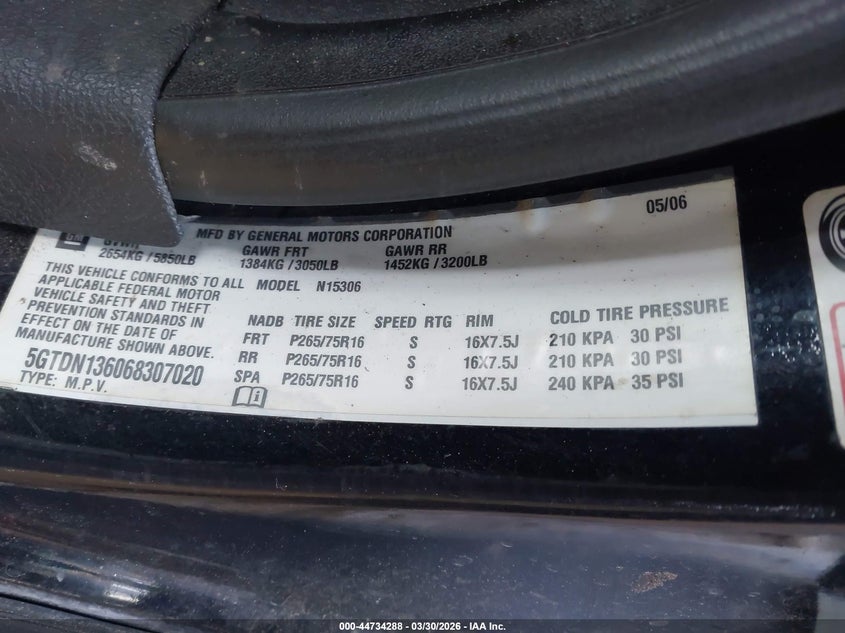 05/06
MFD BY GENERAL MOTORS CORPORATION
GM GVWR GAWR FRT GAWR RR
2654KG / 5850LB 1384KG / 3050LB 1452KG / 3200LB
THIS VEHICLE CONFORMS TO ALL MODEL N15306
APPLICABLE FEDERAL MOTOR
VEHICLE SAFETY AND THEFT
PREVENTION STANDARDS IN
EFFECT ON THE DATE OF
MANUFACTURE SHOWN ABOVE.
5GTDN136068307020
TYPE: M.P.V.
NADB TIRE SIZE SPEED RTG RIM COLD TIRE PRESSURE
FRT P265/75R16 S 16X7.5J 210 KPA 30 PSI
RR P265/75R16 S 16X7.5J 210 KPA 30 PSI
SPA P265/75R16 S 16X7.5J 240 KPA 35 PSI
000-44734288 — 03/30/2026 — IAA Inc.